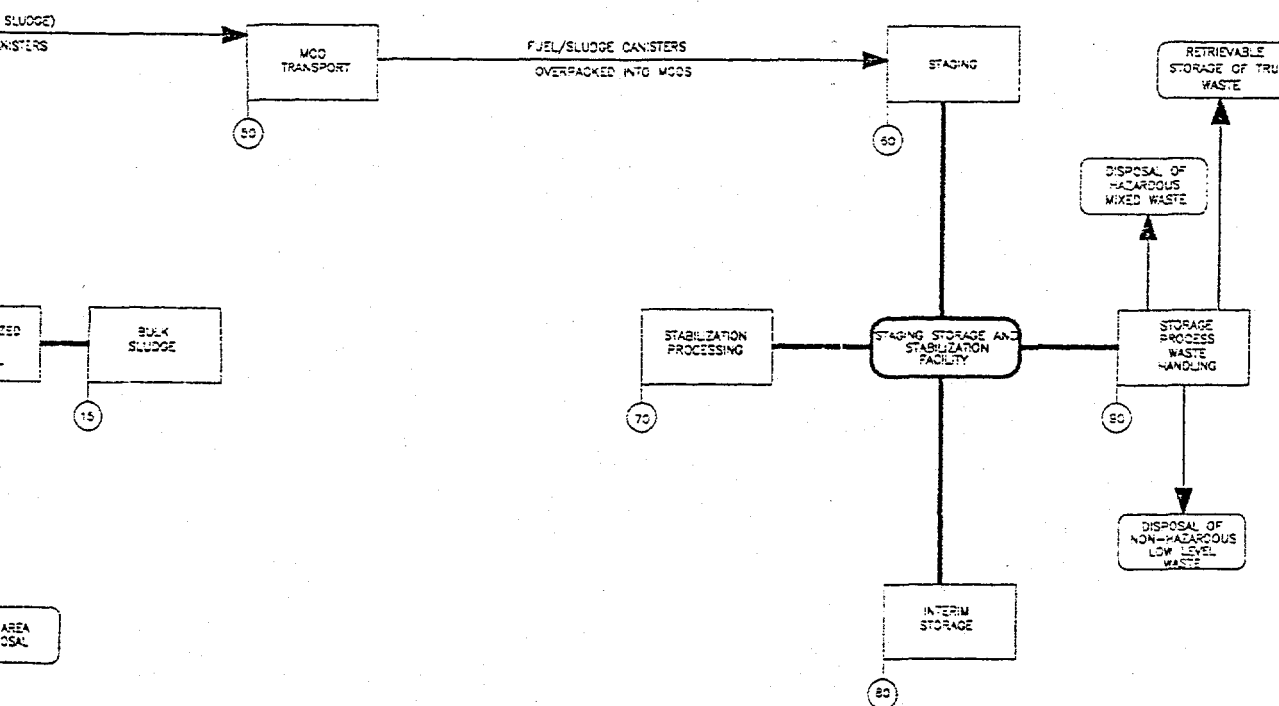 SLUDGE)
NISTERS
MCO
TRANSPORT
50
FUEL/SLUDGE CANISTERS
OVERPACKED INTO MCOS
STAGING
60
RETRIEVABLE
STORAGE OF TRU
WASTE
DISPOSAL OF
HAZARDOUS
MIXED WASTE
ZED
BULK
SLUDGE
15
STABILIZATION
PROCESSING
70
STAGING STORAGE AND
STABILIZATION
FACILITY
STORAGE
PROCESS
WASTE
HANDLING
90
DISPOSAL OF
NON-HAZARDOUS
LOW LEVEL
WASTE
AREA
OSAL
INTERIM
STORAGE
80